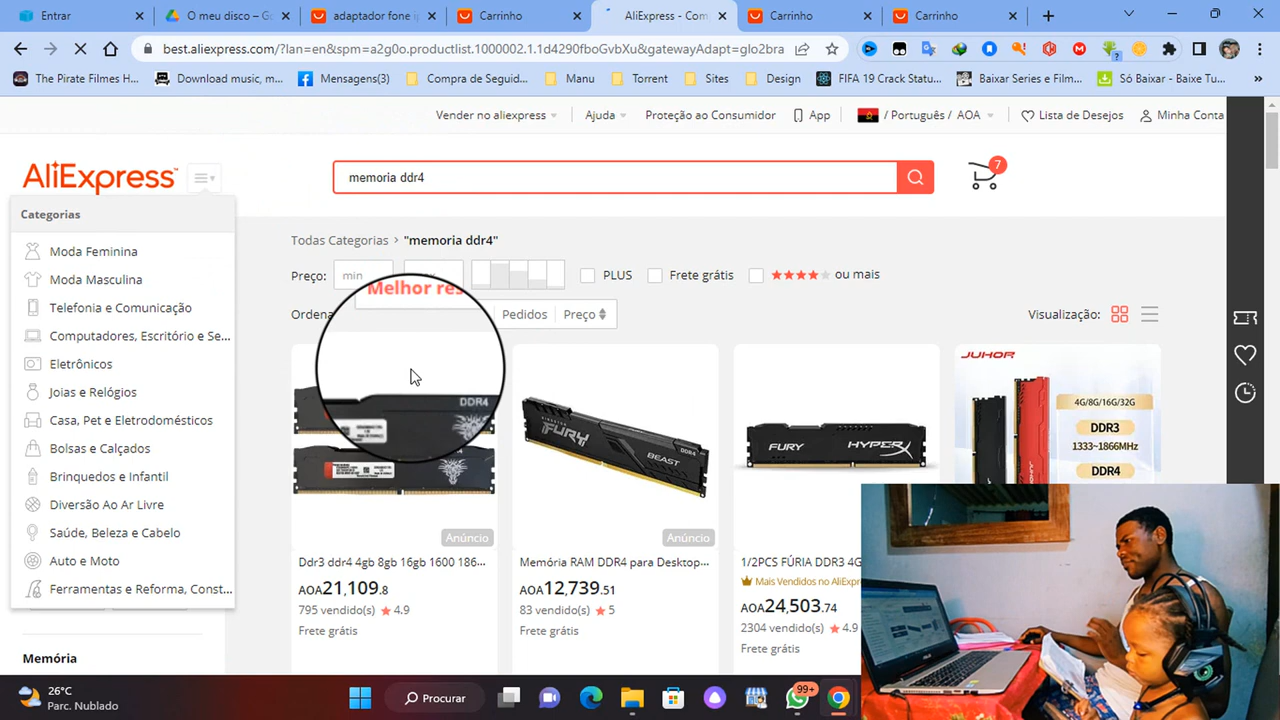 Entrar
O meu disco – G
adaptador fone i
Carrinho
AliExpress - Com
Carrinho
Carrinho
best.aliexpress.com/?lan=en&spm=a2g0o.productlist.1000002.1.1d4290fboGvbXu&gatewayAdapt=glo2bra
The Pirate Filmes H...
Download music, m...
Mensagens(3)
Compra de Seguid...
Manu
Torrent
Sites
Design
FIFA 19 Crack Statu...
Baixar Series e Film...
Só Baixar - Baixe Tu...
Vender no aliexpress
Ajuda
Proteção ao Consumidor
App
/ Português / AOA
Lista de Desejos
Minha Conta
AliExpress
memoria ddr4
7
Categorias
Moda Feminina
Moda Masculina
Telefonia e Comunicação
Computadores, Escritório e Se...
Eletrônicos
Joias e Relógios
Casa, Pet e Eletrodomésticos
Bolsas e Calçados
Brinquedos e Infantil
Diversão Ao Ar Livre
Saúde, Beleza e Cabelo
Auto e Moto
Ferramentas e Reforma, Const...
Memória
Todas Categorias > "memoria ddr4"
Preço:
min
PLUS
Frete grátis
ou mais
Ordena
Melhor res
Pedidos
Preço
Visualização:
DDR4
FURY
BEAST
DDR4
FURY
HYPERX
JUHOR
4G/8G/16G/32G
DDR3
1333~1866MHz
DDR4
Anúncio
Anúncio
Ddr3 ddr4 4gb 8gb 16gb 1600 186...
AOA21,109.8
795 vendido(s) ★ 4.9
Frete grátis
Memória RAM DDR4 para Desktop...
AOA12,739.51
83 vendido(s) ★ 5
Frete grátis
1/2PCS FÚRIA DDR3 4G
Mais Vendidos no AliExpr
AOA24,503.74
2304 vendido(s) ★ 4.9
Frete grátis
26°C
Parc. Nublado
Procurar
99+